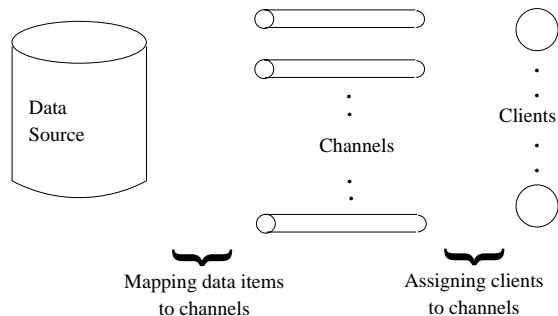 Data
Source
Channels
Clients
Mapping data items
to channels
Assigning clients
to channels